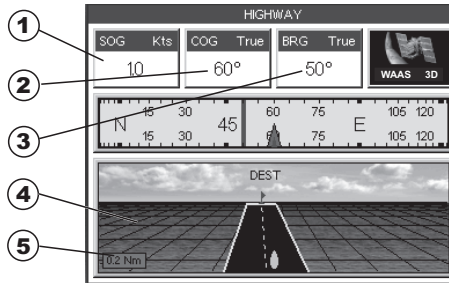 HIGHWAY
1
SOG Kts
COG True
BRG True
10
60°
50°
WAAS 3D
2
3
N 15 30 45 60 75 E 105 120
15 30 60 75 105 120
4
DEST
5
0.2 Nm